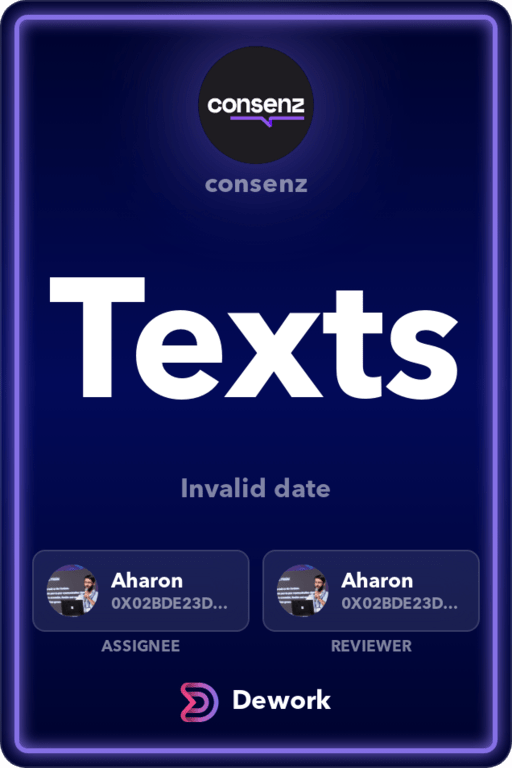 consenz
consenz
Texts
Invalid date
Aharon
0X02BDE23D...
ASSIGNEE
Aharon
0X02BDE23D...
REVIEWER
Dework